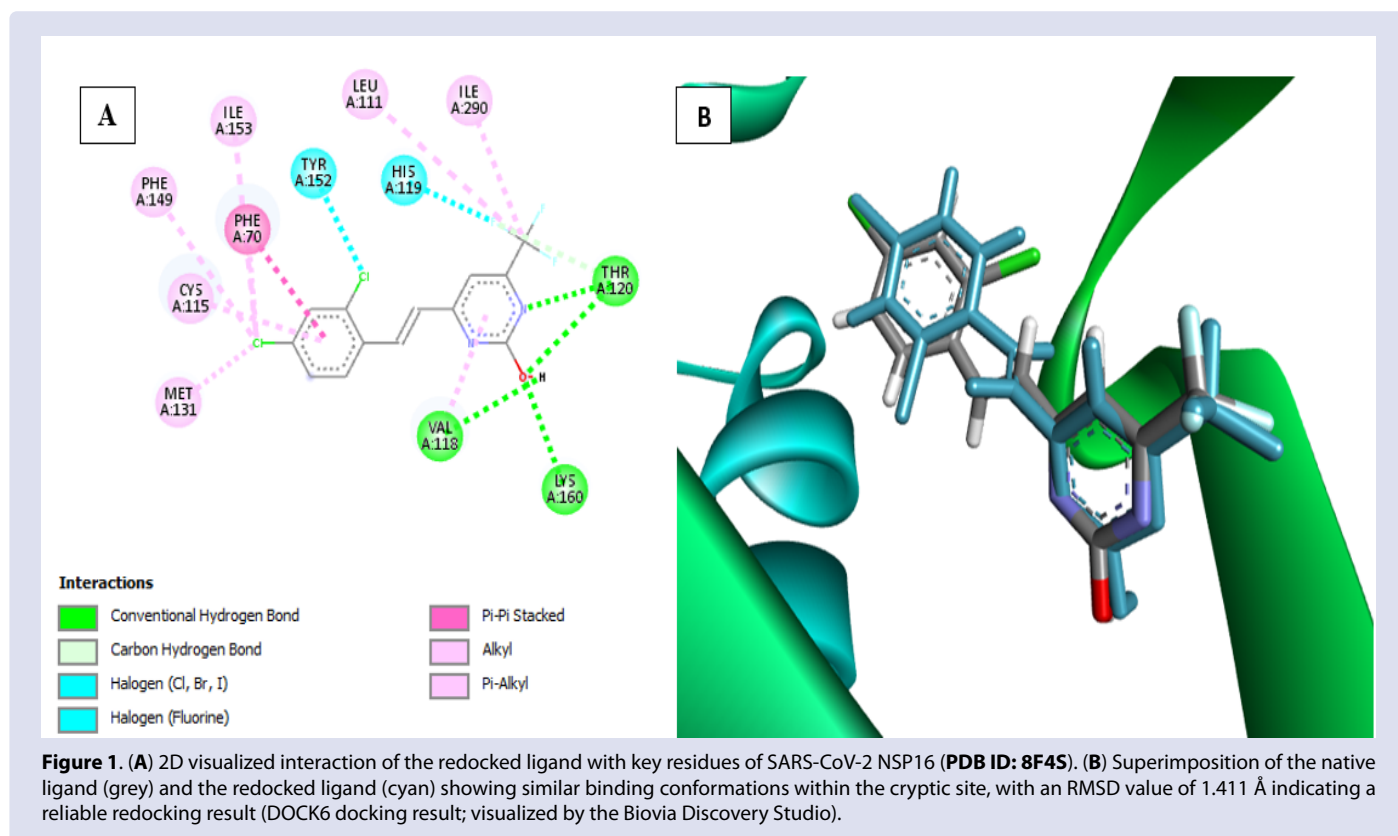 A
B
LEU
A:111
ILE
A:290
ILE
A:153
TYR
A:152
HIS
A:119
PHE
A:149
PHE
A:70
CYS
A:115
THR
A:120
MET
A:131
VAL
A:118
LYS
A:160
Cl
Cl
F
F
N
N
O-H
Interactions
Conventional Hydrogen Bond
Carbon Hydrogen Bond
Halogen (Cl, Br, I)
Halogen (Fluorine)
Pi-Pi Stacked
Alkyl
Pi-Alkyl
Figure 1. (A) 2D visualized interaction of the redocked ligand with key residues of SARS-CoV-2 NSP16 (PDB ID: 8F4S). (B) Superimposition of the native
ligand (grey) and the redocked ligand (cyan) showing similar binding conformations within the cryptic site, with an RMSD value of 1.411 Å indicating a
reliable redocking result (DOCK6 docking result; visualized by the Biovia Discovery Studio).